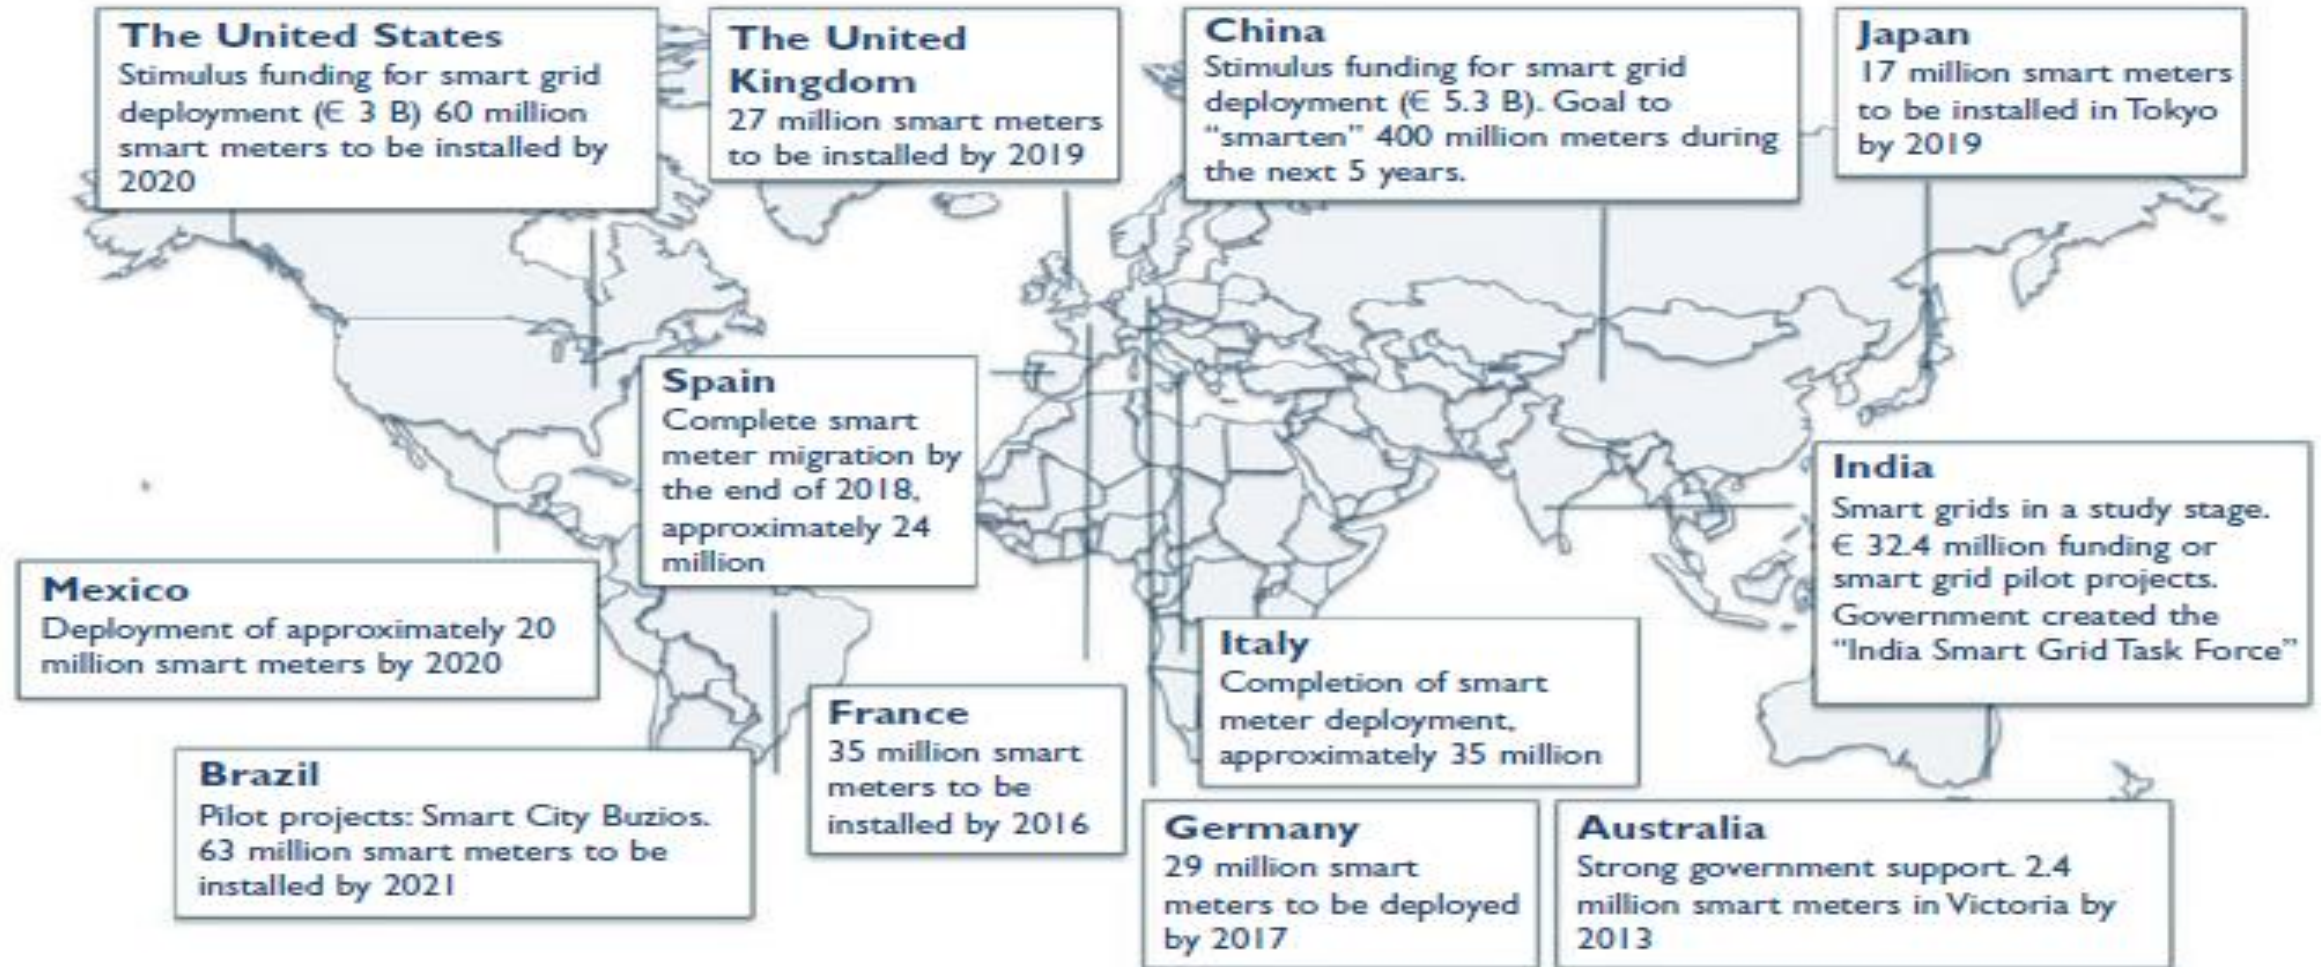 The United States
Stimulus funding for smart grid
deployment (€ 3 B) 60 million
smart meters to be installed by
2020
The United
Kingdom
27 million smart meters
to be installed by 2019
China
Stimulus funding for smart grid
deployment (€ 5.3 B). Goal to
“smarten” 400 million meters during
the next 5 years.
Japan
17 million smart meters
to be installed in Tokyo
by 2019
Spain
Complete smart
meter migration by
the end of 2018,
approximately 24
million
India
Smart grids in a study stage.
€ 32.4 million funding or
smart grid pilot projects.
Government created the
“India Smart Grid Task Force”
Mexico
Deployment of approximately 20
million smart meters by 2020
Italy
Completion of smart
meter deployment,
approximately 35 million
France
35 million smart
meters to be
installed by 2016
Brazil
Pilot projects: Smart City Buzios.
63 million smart meters to be
installed by 2021
Germany
29 million smart
meters to be deployed
by 2017
Australia
Strong government support. 2.4
million smart meters in Victoria by
2013